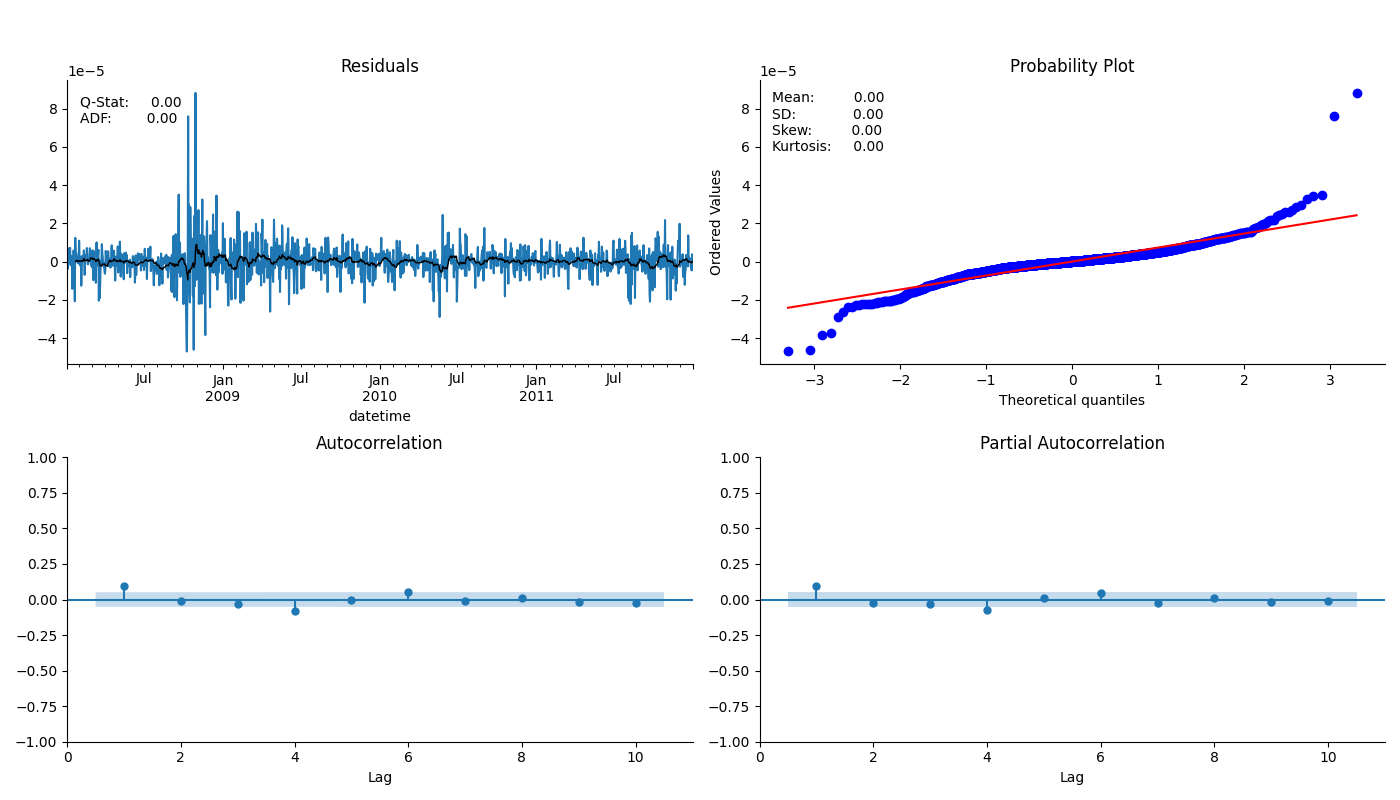 Residuals
1e−5
Q-Stat: 0.00
ADF: 0.00
8
6
4
2
0
−2
−4
Jul
Jan
2009
Jul
Jan
2010
Jul
Jan
2011
Jul
datetime
Probability Plot
1e−5
Mean: 0.00
SD: 0.00
Skew: 0.00
Kurtosis: 0.00
Ordered Values
8
6
4
2
0
−2
−4
−3
−2
−1
0
1
2
3
Theoretical quantiles
Autocorrelation
1.00
0.75
0.50
0.25
0.00
−0.25
−0.50
−0.75
−1.00
0
2
4
6
8
10
Lag
Partial Autocorrelation
1.00
0.75
0.50
0.25
0.00
−0.25
−0.50
−0.75
−1.00
0
2
4
6
8
10
Lag